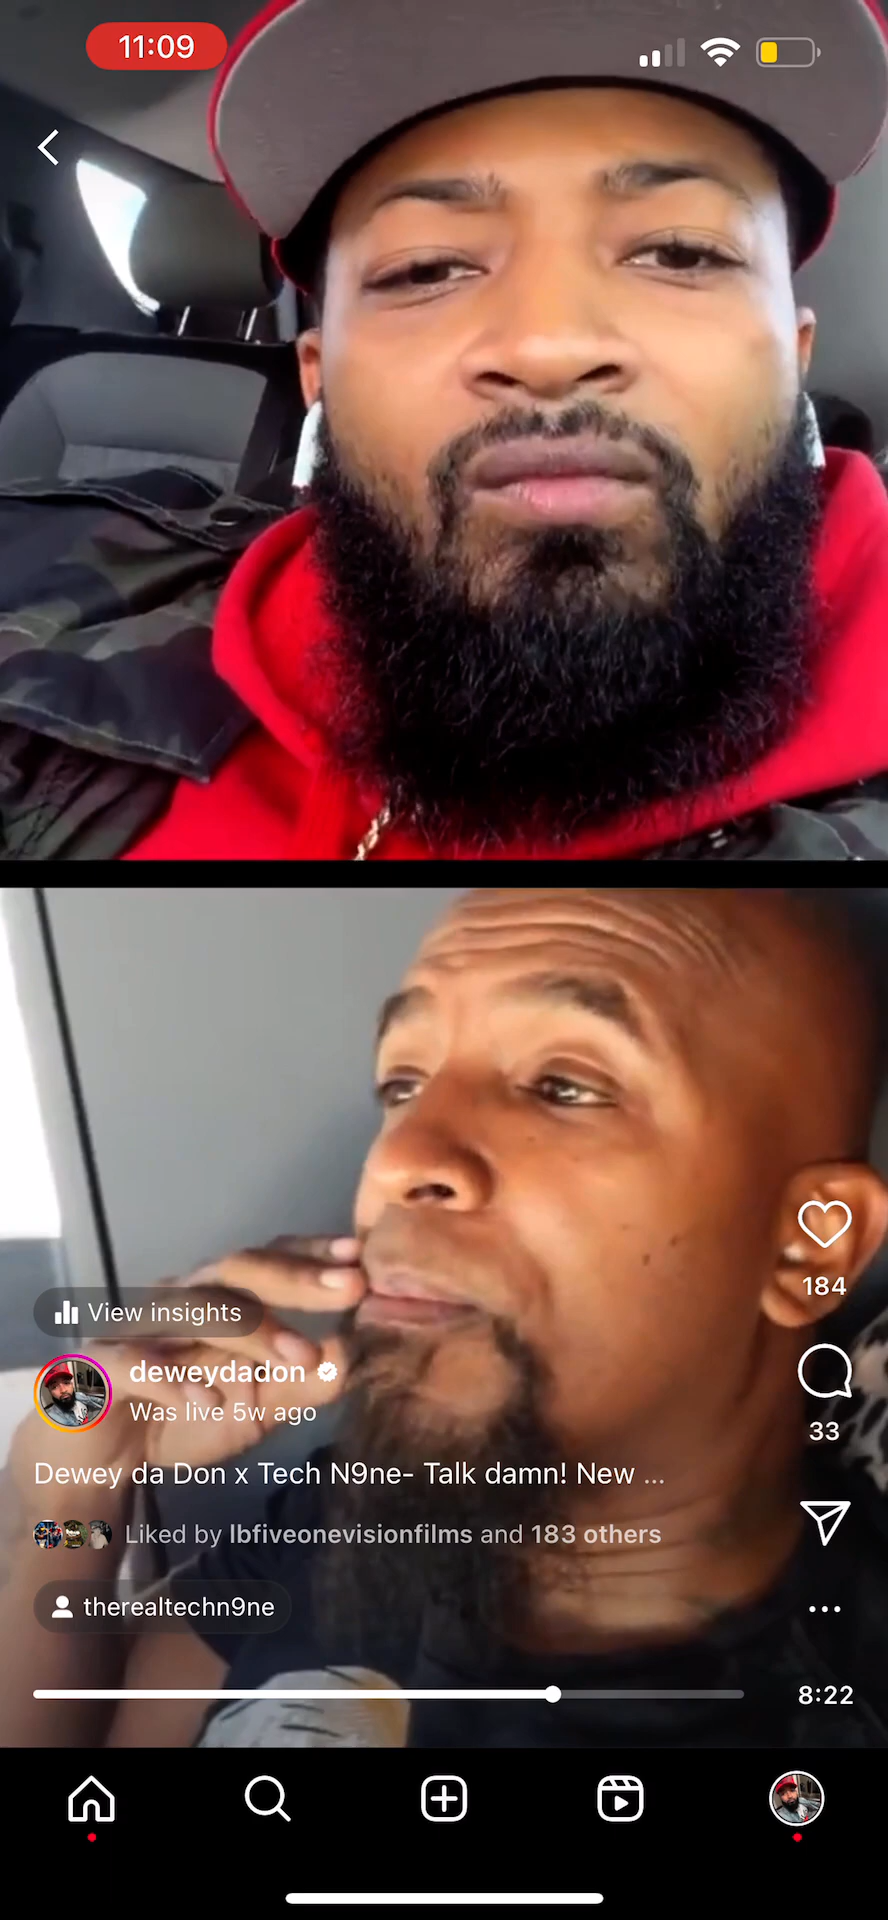 11:09
View insights
184
deweydadon
Was live 5w ago
33
Dewey da Don x Tech N9ne- Talk damn! New ...
Liked by lbfiveonevisionfilms and 183 others
therealtechn9ne
8:22